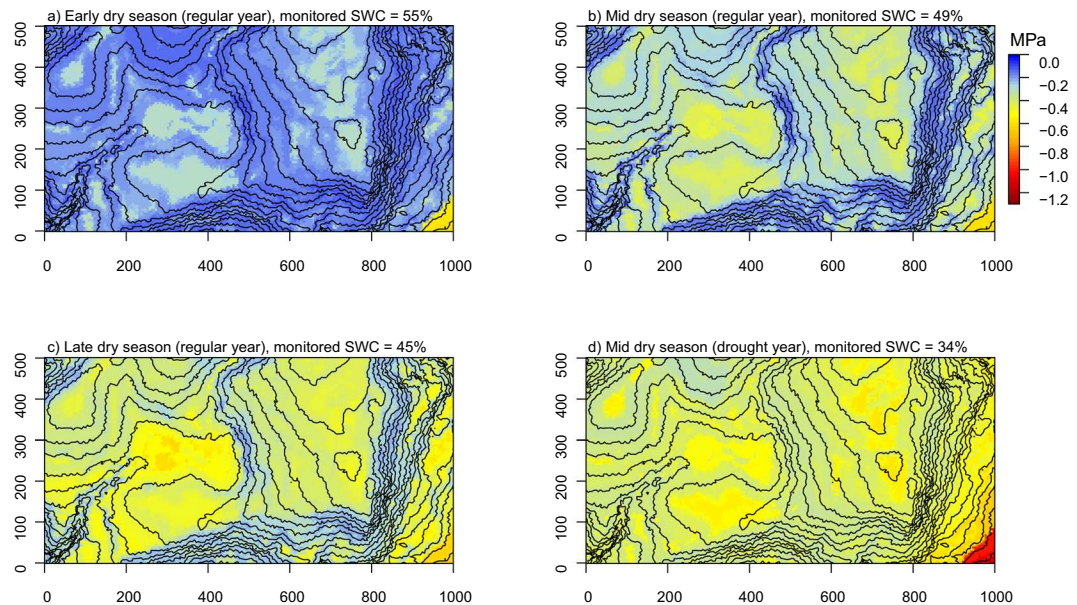 a) Early dry season (regular year), monitored SWC = 55%
0 100 200 300 400 500
0 200 400 600 800 1000
b) Mid dry season (regular year), monitored SWC = 49%
0 100 200 300 400 500
0 200 400 600 800 1000
MPa
0.0
−0.2
−0.4
−0.6
−0.8
−1.0
−1.2
c) Late dry season (regular year), monitored SWC = 45%
0 100 200 300 400 500
0 200 400 600 800 1000
d) Mid dry season (drought year), monitored SWC = 34%
0 100 200 300 400 500
0 200 400 600 800 1000